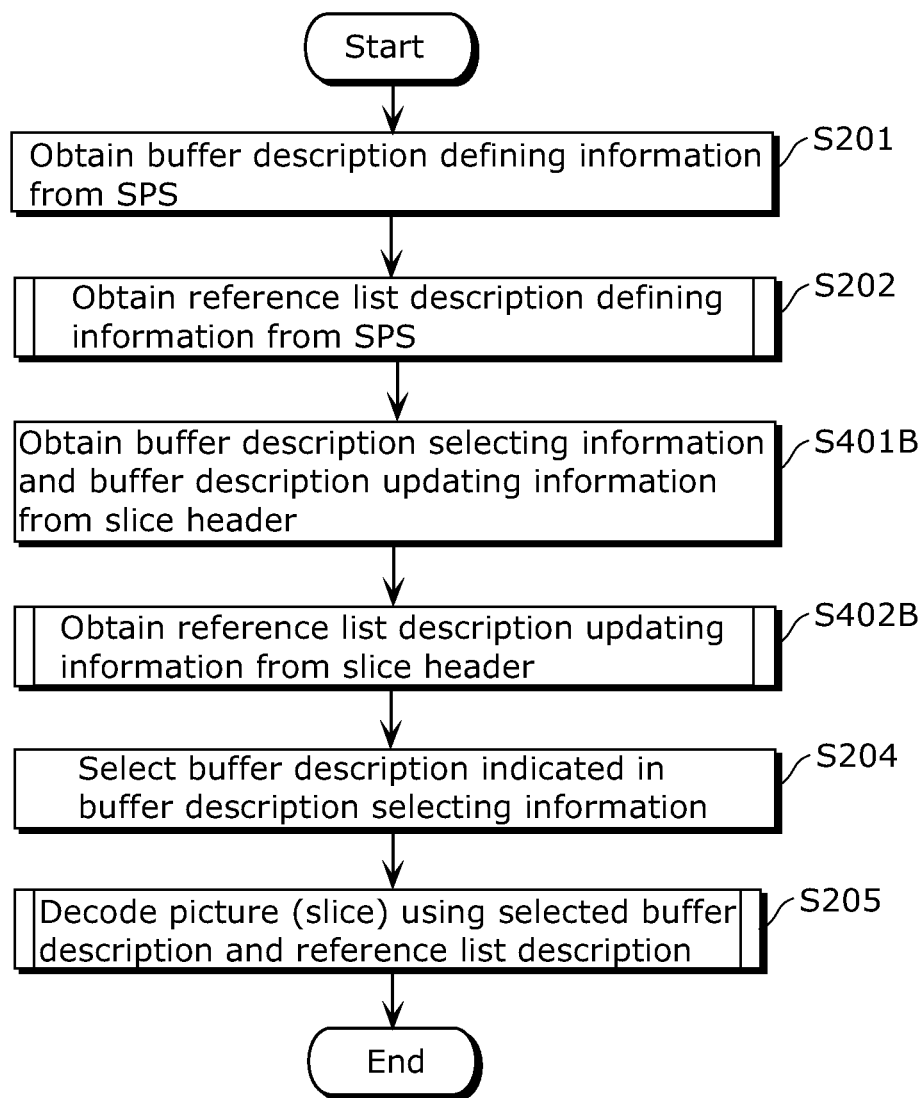 Start
Obtain buffer description defining information
from SPS
S201
Obtain reference list description defining
information from SPS
S202
Obtain buffer description selecting information
and buffer description updating information
from slice header
S401B
Obtain reference list description updating
information from slice header
S402B
Select buffer description indicated in
buffer description selecting information
S204
Decode picture (slice) using selected buffer
description and reference list description
S205
End